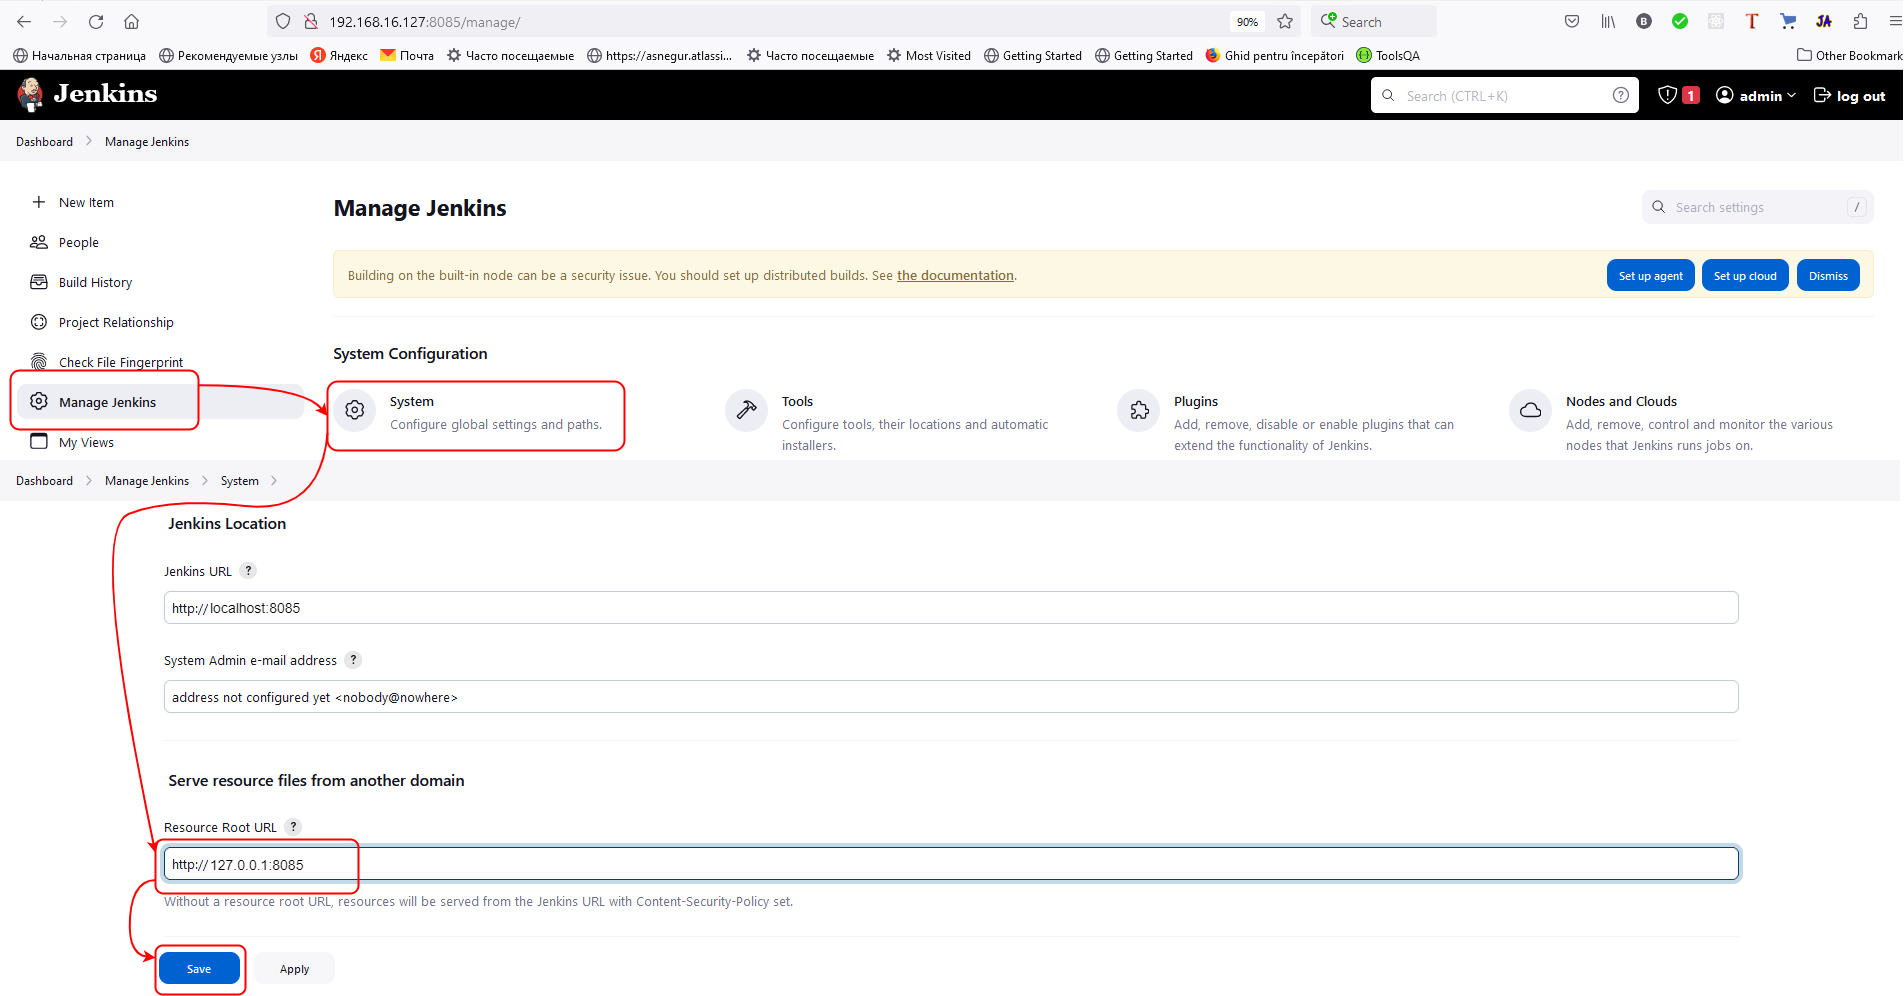 192.168.16.127:8085/manage/
90%
Search
Начальная страница
Рекомендуемые узлы
Яндекс
Почта
Часто посещаемые
https://asnegur.atlassi...
Часто посещаемые
Most Visited
Getting Started
Getting Started
Ghid pentru începători
ToolsQA
Other Bookmark
Jenkins
Search (CTRL+K)
1
admin
log out
Dashboard
Manage Jenkins
New Item
People
Build History
Project Relationship
Check File Fingerprint
Manage Jenkins
My Views
Manage Jenkins
Search settings
/
Building on the built-in node can be a security issue. You should set up distributed builds. See the documentation.
Set up agent
Set up cloud
Dismiss
System Configuration
System
Configure global settings and paths.
Tools
Configure tools, their locations and automatic
installers.
Plugins
Add, remove, disable or enable plugins that can
extend the functionality of Jenkins.
Nodes and Clouds
Add, remove, control and monitor the various
nodes that Jenkins runs jobs on.
Dashboard
Manage Jenkins
System
Jenkins Location
Jenkins URL ?
http://localhost:8085
System Admin e-mail address ?
address not configured yet <nobody@nowhere>
Serve resource files from another domain
Resource Root URL ?
http://127.0.0.1:8085
Without a resource root URL, resources will be served from the Jenkins URL with Content-Security-Policy set.
Save
Apply